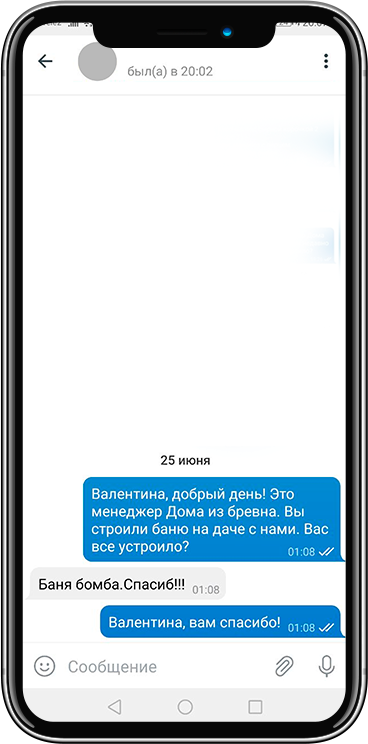 был(а) в 20:02
25 июня
Валентина, добрый день! Это
менеджер Дома из бревна. Вы
строили баню на даче с нами. Вас
все устроило?
01:08
Баня бомба.Спасиб!!! 01:08
Валентина, вам спасибо! 01:08
Сообщение